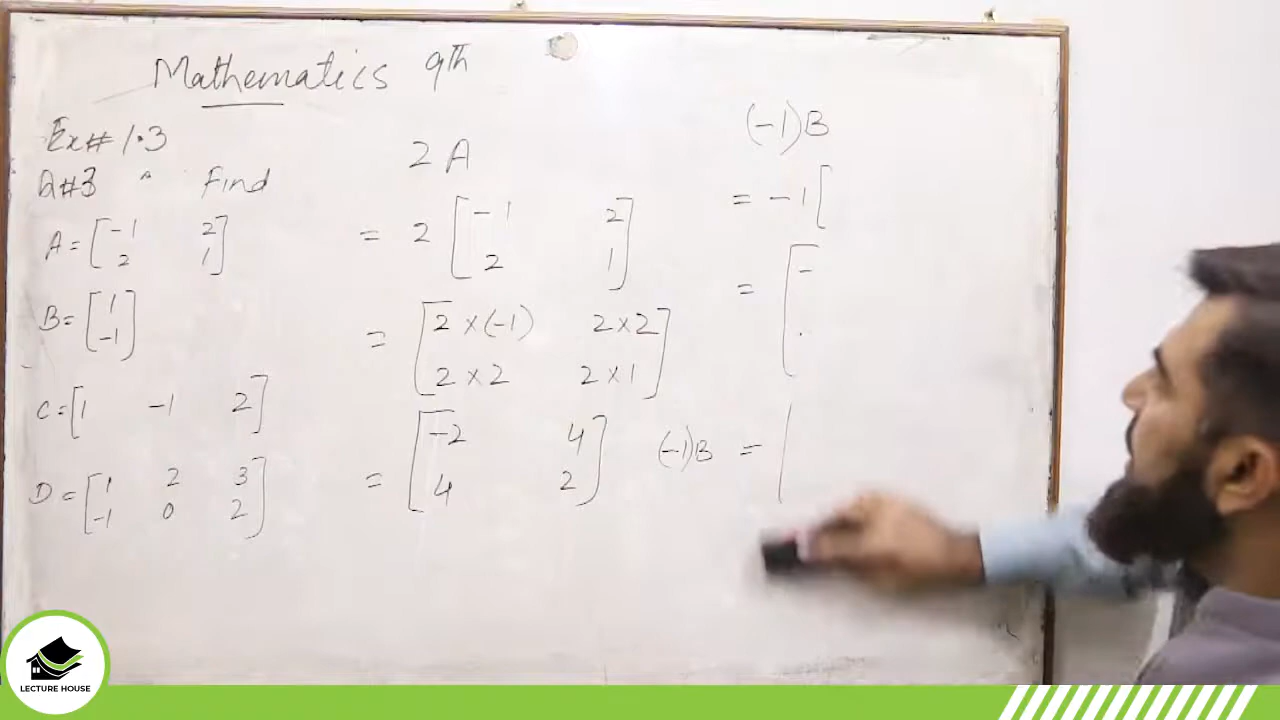 Mathematics 9th
Ex# 1.3
Q#3 Find
A = [ -1 2
2 1 ]
B = [ 1
-1 ]
C = [ 1 -1 2 ]
D = [ 1 2 3
-1 0 2 ]
2 A
= 2 [ -1 2
2 1 ]
= [ 2 ×(-1) 2×2
2×2 2×1 ]
= [ -2 4
4 2 ]
(-1)B
= -1 [
= [ -
.
(-1)B = [
LECTURE HOUSE